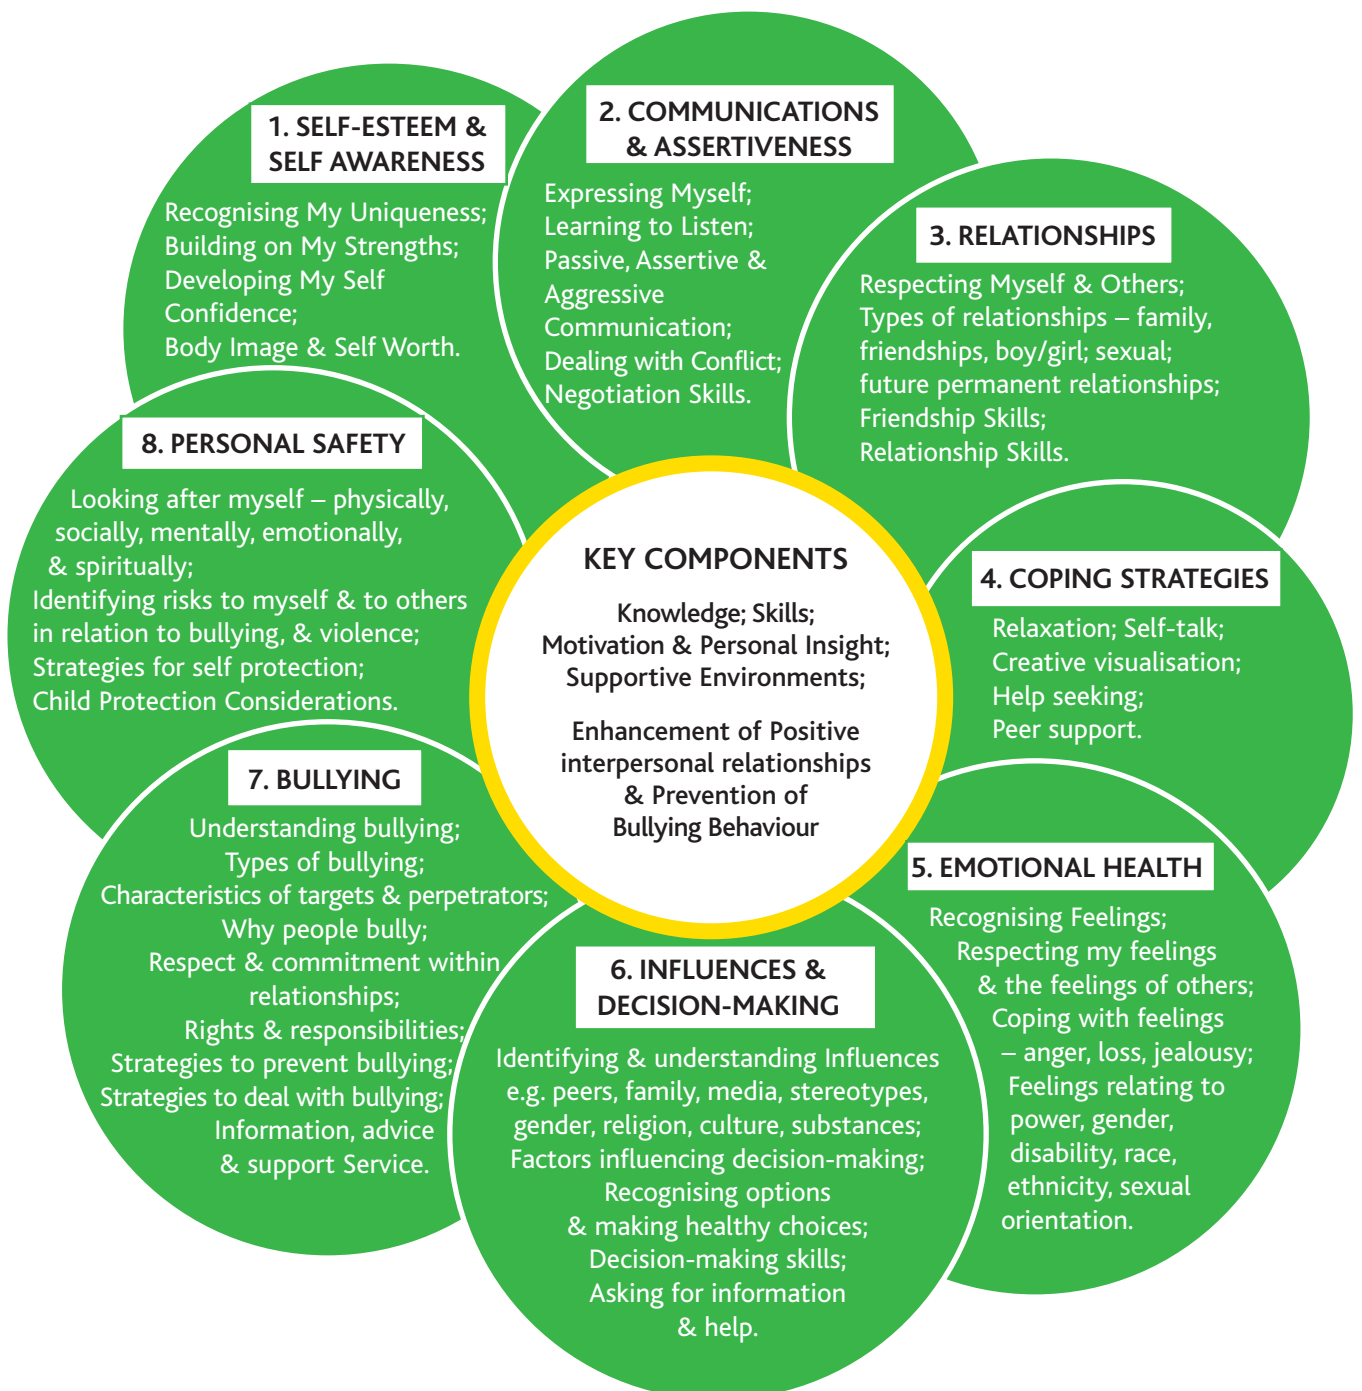 1. SELF-ESTEEM &
SELF AWARENESS
Recognising My Uniqueness;
Building on My Strengths;
Developing My Self
Confidence;
Body Image & Self Worth.
2. COMMUNICATIONS
& ASSERTIVENESS
Expressing Myself;
Learning to Listen;
Passive, Assertive &
Aggressive
Communication;
Dealing with Conflict;
Negotiation Skills.
3. RELATIONSHIPS
Respecting Myself & Others;
Types of relationships – family,
friendships, boy/girl; sexual;
future permanent relationships;
Friendship Skills;
Relationship Skills.
4. COPING STRATEGIES
Relaxation; Self-talk;
Creative visualisation;
Help seeking;
Peer support.
5. EMOTIONAL HEALTH
Recognising Feelings;
Respecting my feelings
& the feelings of others;
Coping with feelings
– anger, loss, jealousy;
Feelings relating to
power, gender,
disability, race,
ethnicity, sexual
orientation.
6. INFLUENCES &
DECISION-MAKING
Identifying & understanding Influences
e.g. peers, family, media, stereotypes,
gender, religion, culture, substances;
Factors influencing decision-making;
Recognising options
& making healthy choices;
Decision-making skills;
Asking for information
& help.
7. BULLYING
Understanding bullying;
Types of bullying;
Characteristics of targets & perpetrators;
Why people bully;
Respect & commitment within
relationships;
Rights & responsibilities;
Strategies to prevent bullying;
Strategies to deal with bullying;
Information, advice
& support Service.
8. PERSONAL SAFETY
Looking after myself – physically,
socially, mentally, emotionally,
& spiritually;
Identifying risks to myself & to others
in relation to bullying, & violence;
Strategies for self protection;
Child Protection Considerations.
KEY COMPONENTS
Knowledge; Skills;
Motivation & Personal Insight;
Supportive Environments;
Enhancement of Positive
interpersonal relationships
& Prevention of
Bullying Behaviour